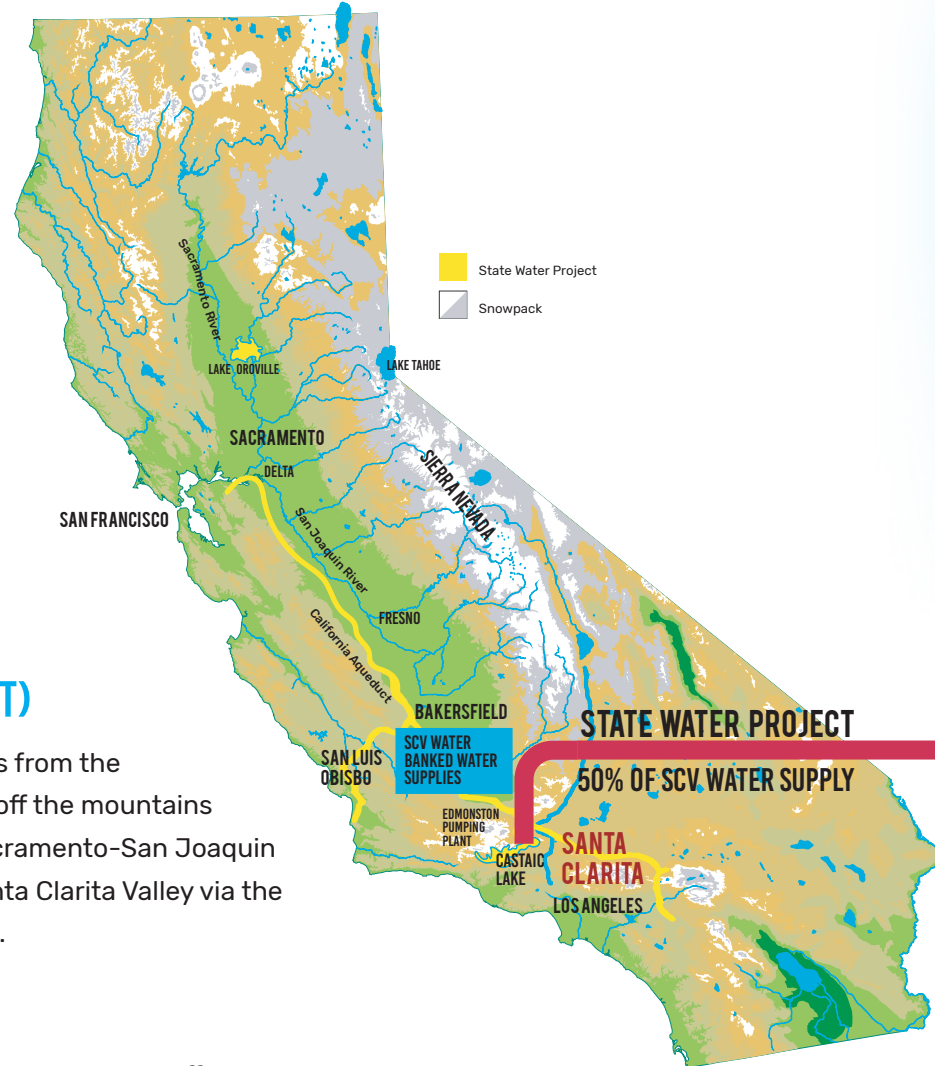 State Water Project
Snowpack
Sacramento River
LAKE OROVILLE
LAKE TAHOE
SACRAMENTO
DELTA
SIERRA NEVADA
SAN FRANCISCO
San Joaquin River
FRESNO
California Aqueduct
T)
BAKERSFIELD
STATE WATER PROJECT
50% OF SCV WATER SUPPLY
SCV WATER
BANKED WATER
SUPPLIES
SAN LUIS
OBISBO
s from the
off the mountains
cramento-San Joaquin
nta Clarita Valley via the
.
EDMONSTON
PUMPING
PLANT
CASTAIC
LAKE
SANTA
CLARITA
LOS ANGELES